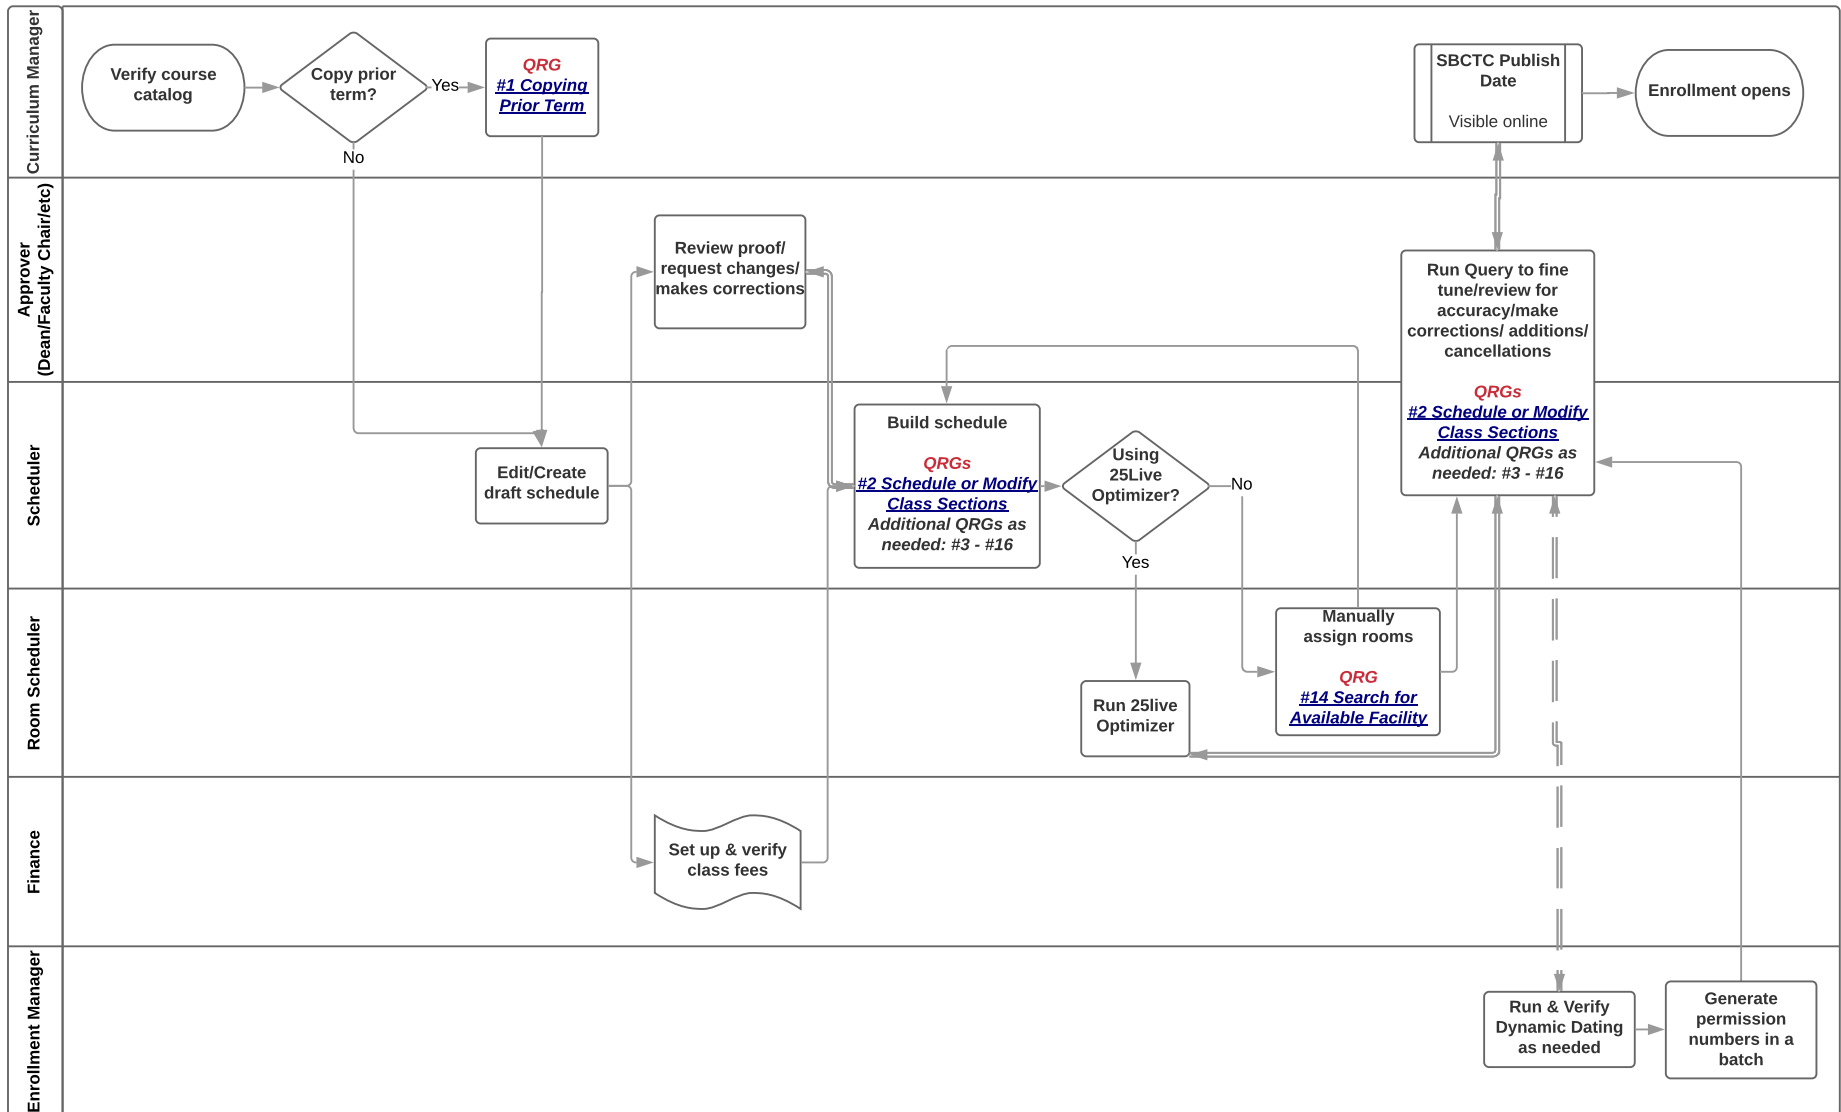 Curriculum Manager
Verify course
catalog
Copy prior
term?
Yes
No
QRG
#1 Copying
Prior Term
SBCTC Publish
Date
Visible online
Enrollment opens
Approver
(Dean/Faculty Chair/etc)
Review proof/
request changes/
makes corrections
Run Query to fine
tune/review for
accuracy/make
corrections/ additions/
cancellations
QRGs
#2 Schedule or Modify
Class Sections
Additional QRGs as
needed: #3 - #16
Scheduler
Edit/Create
draft schedule
Build schedule
QRGs
#2 Schedule or Modify
Class Sections
Additional QRGs as
needed: #3 - #16
Using
25Live
Optimizer?
No
Yes
Room Scheduler
Run 25live
Optimizer
Manually
assign rooms
QRG
#14 Search for
Available Facility
Finance
Set up & verify
class fees
Enrollment Manager
Run & Verify
Dynamic Dating
as needed
Generate
permission
numbers in a
batch